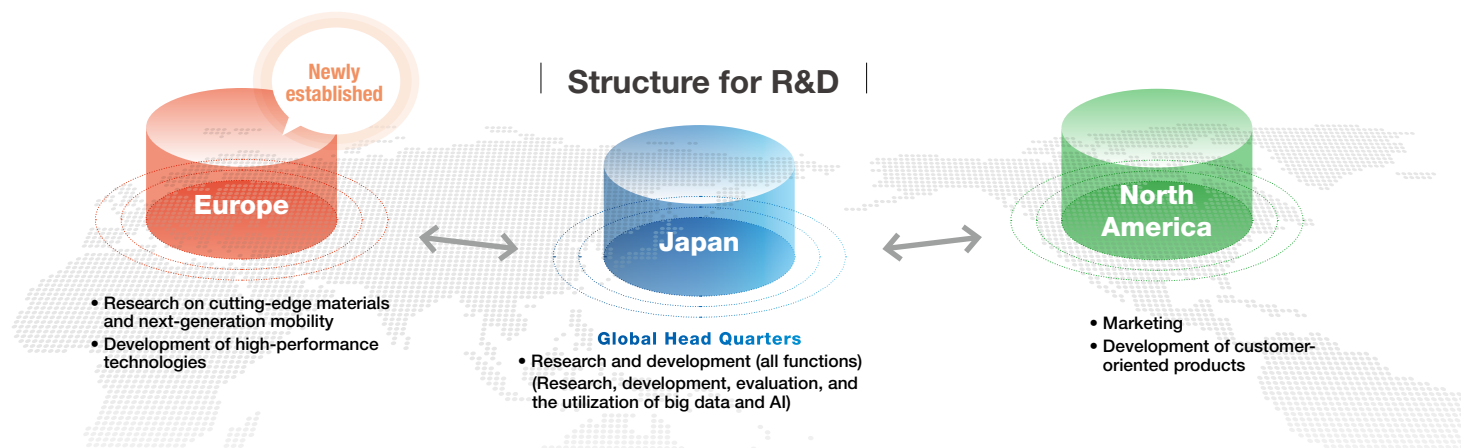 Structure for R&D
Newly
established
Europe
• Research on cutting-edge materials
and next-generation mobility
• Development of high-performance
technologies
Japan
Global Head Quarters
• Research and development (all functions)
(Research, development, evaluation, and
the utilization of big data and AI)
North
America
• Marketing
• Development of customer-
oriented products